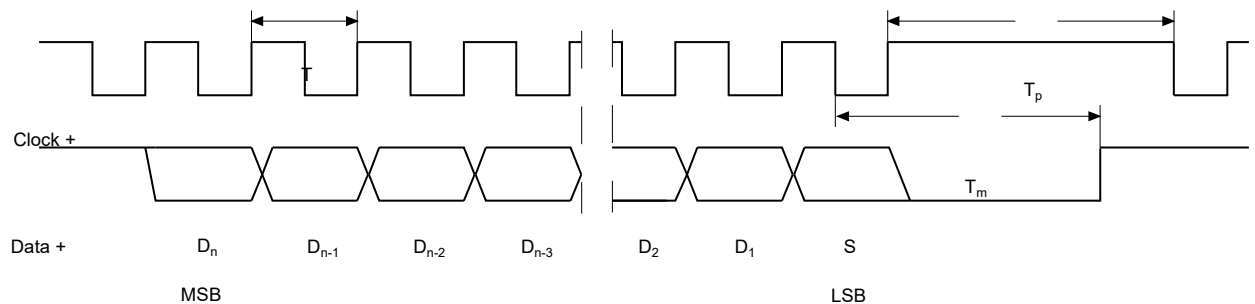 T
T_p
Clock +
T_m
Data + D_n D_n-1 D_n-2 D_n-3 D_2 D_1 S
MSB LSB